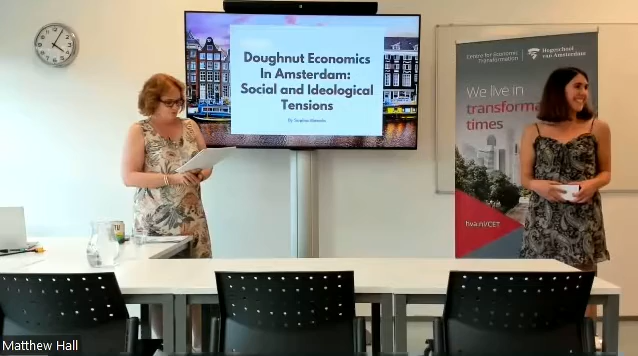 Doughnut Economics
In Amsterdam:
Social and Ideological
Tensions
Centre for Economic
Transformation
Hogeschool
van Amsterdam
We live in
transforma
times
hva.nl/CET
Matthew Hall